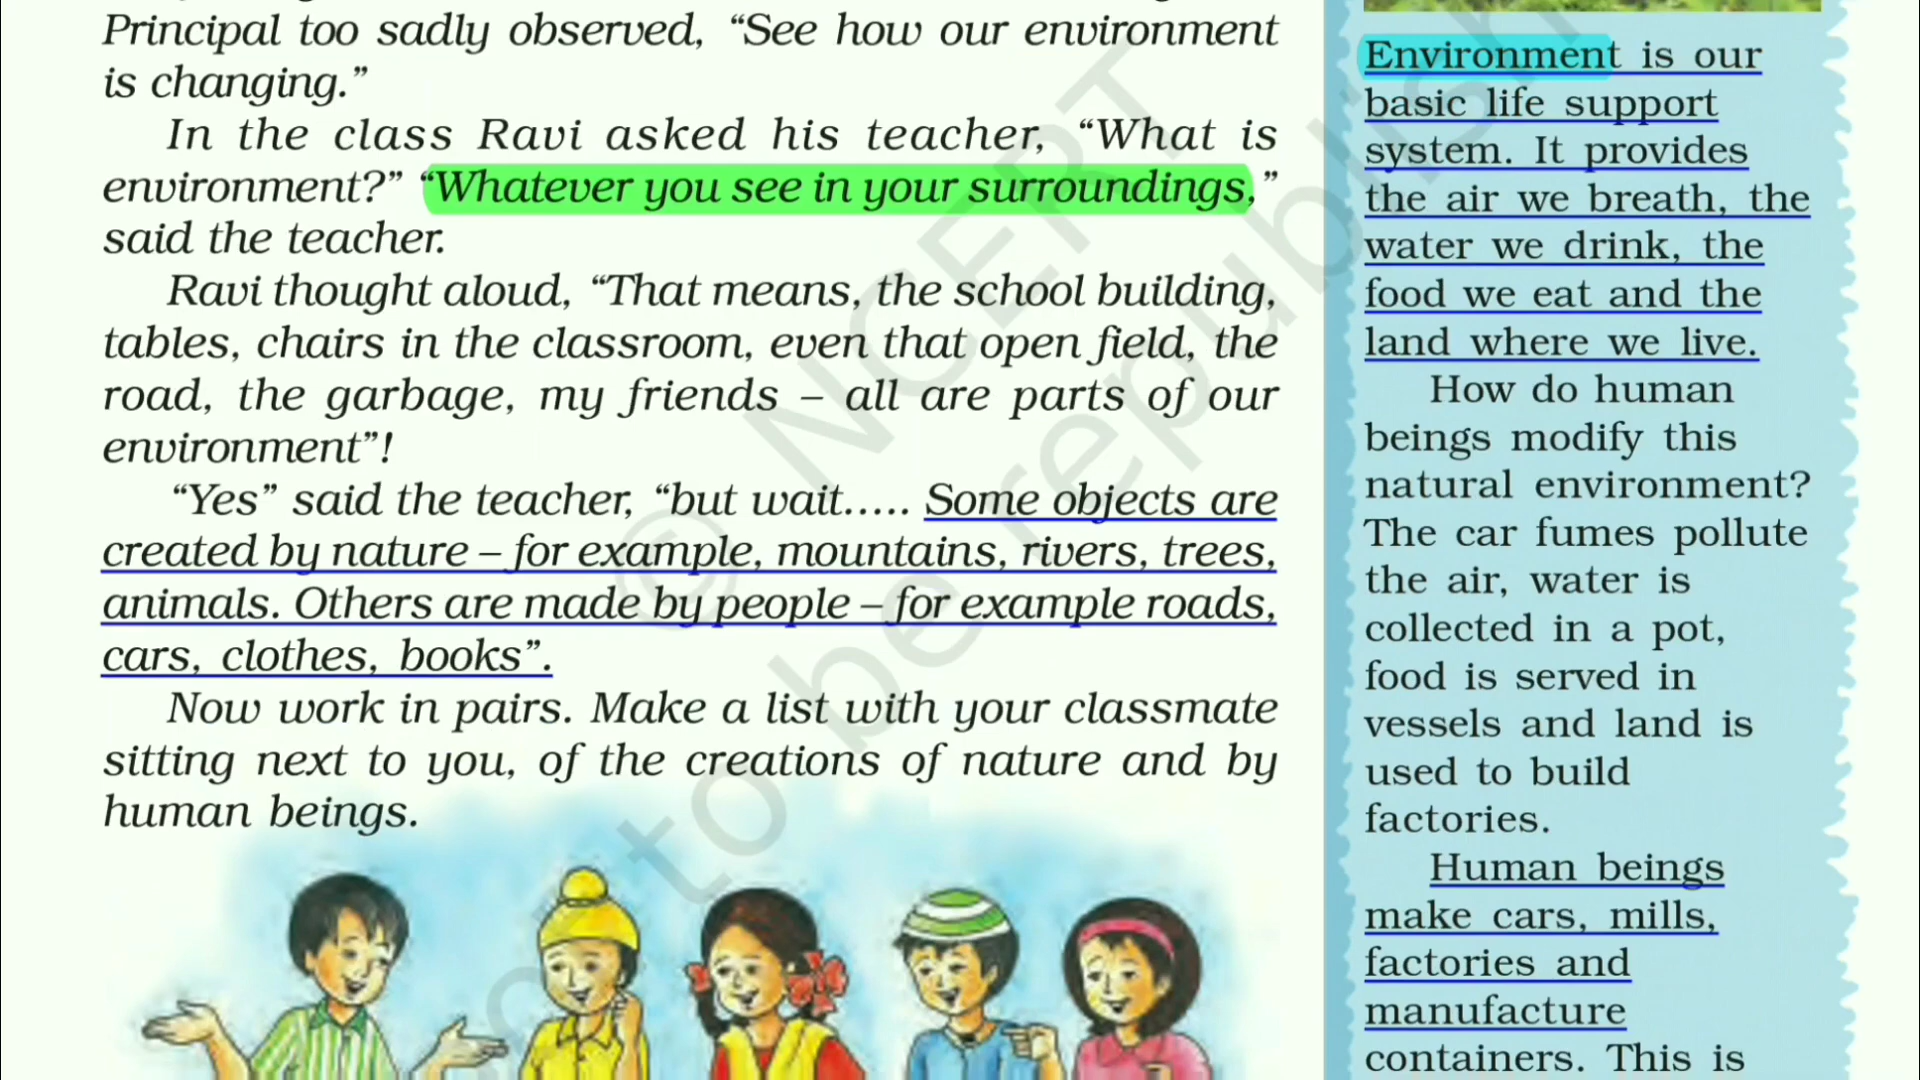 Principal too sadly observed, “See how our environment
is changing.”
In the class Ravi asked his teacher, “What is
environment?” “Whatever you see in your surroundings,”
said the teacher.
Ravi thought aloud, “That means, the school building,
tables, chairs in the classroom, even that open field, the
road, the garbage, my friends – all are parts of our
environment”!
“Yes” said the teacher, “but wait..... Some objects are
created by nature – for example, mountains, rivers, trees,
animals. Others are made by people – for example roads,
cars, clothes, books”.
Now work in pairs. Make a list with your classmate
sitting next to you, of the creations of nature and by
human beings.
Environment is our
basic life support
system. It provides
the air we breath, the
water we drink, the
food we eat and the
land where we live.
How do human
beings modify this
natural environment?
The car fumes pollute
the air, water is
collected in a pot,
food is served in
vessels and land is
used to build
factories.
Human beings
make cars, mills,
factories and
manufacture
containers. This is
© NCERT
to be republish